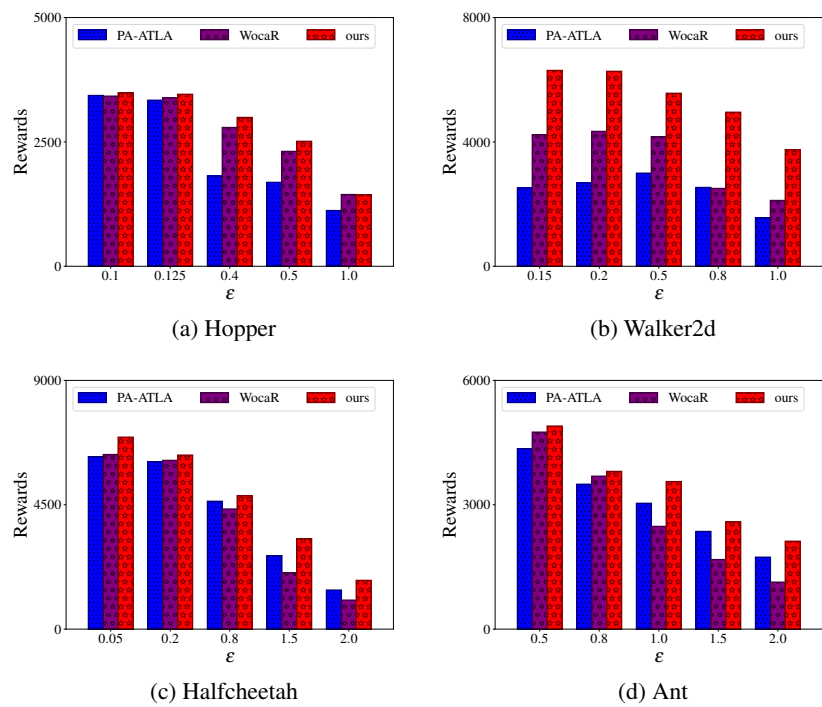 5000
PA-ATLA WocaR ours
Rewards
2500
0
0.1 0.125 0.4 0.5 1.0
ε
(a) Hopper
8000
PA-ATLA WocaR ours
Rewards
4000
0
0.15 0.2 0.5 0.8 1.0
ε
(b) Walker2d
9000
PA-ATLA WocaR ours
Rewards
4500
0
0.05 0.2 0.8 1.5 2.0
ε
(c) Halfcheetah
6000
PA-ATLA WocaR ours
Rewards
3000
0
0.5 0.8 1.0 1.5 2.0
ε
(d) Ant